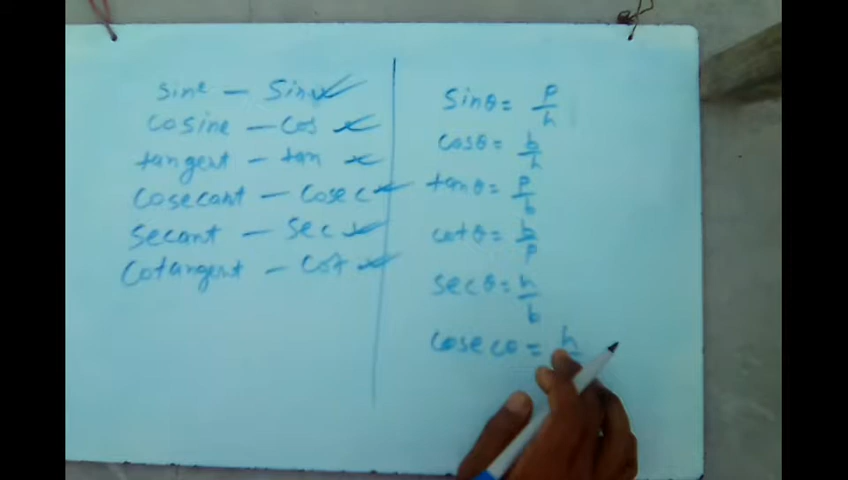 sine - Sin
cosine - cos
tangent - tan
cosecant - cosec
secant - sec
cotangent - cot
Sinθ = p/h
cosθ = b/h
tanθ = p/b
cotθ = b/p
secθ = h/b
cosecθ = h